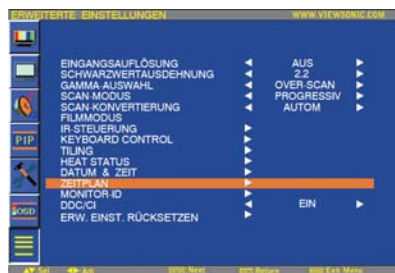 ERWEITERTE EINSTELLUNGEN WWW.VIEWSONIC.COM
EINGANGSAUFLÖSUNG
SCHWARZWERTAUSDEHNUNG AUS
GAMMA-AUSWAHL 2.2
SCAN-MODUS OVER-SCAN
SCAN-KONVERTIERUNG PROGRESSIV
FILMMODUS AUTOM
IR-STEUERUNG
KEYBOARD CONTROL
TILING
HEAT STATUS
DATUM & ZEIT
ZEITPLAN
MONITOR-ID
DDC/CI EIN
ERW. EINST. RÜCKSETZEN
PIP
OSD
Sel Adj Next Return Exit Menu